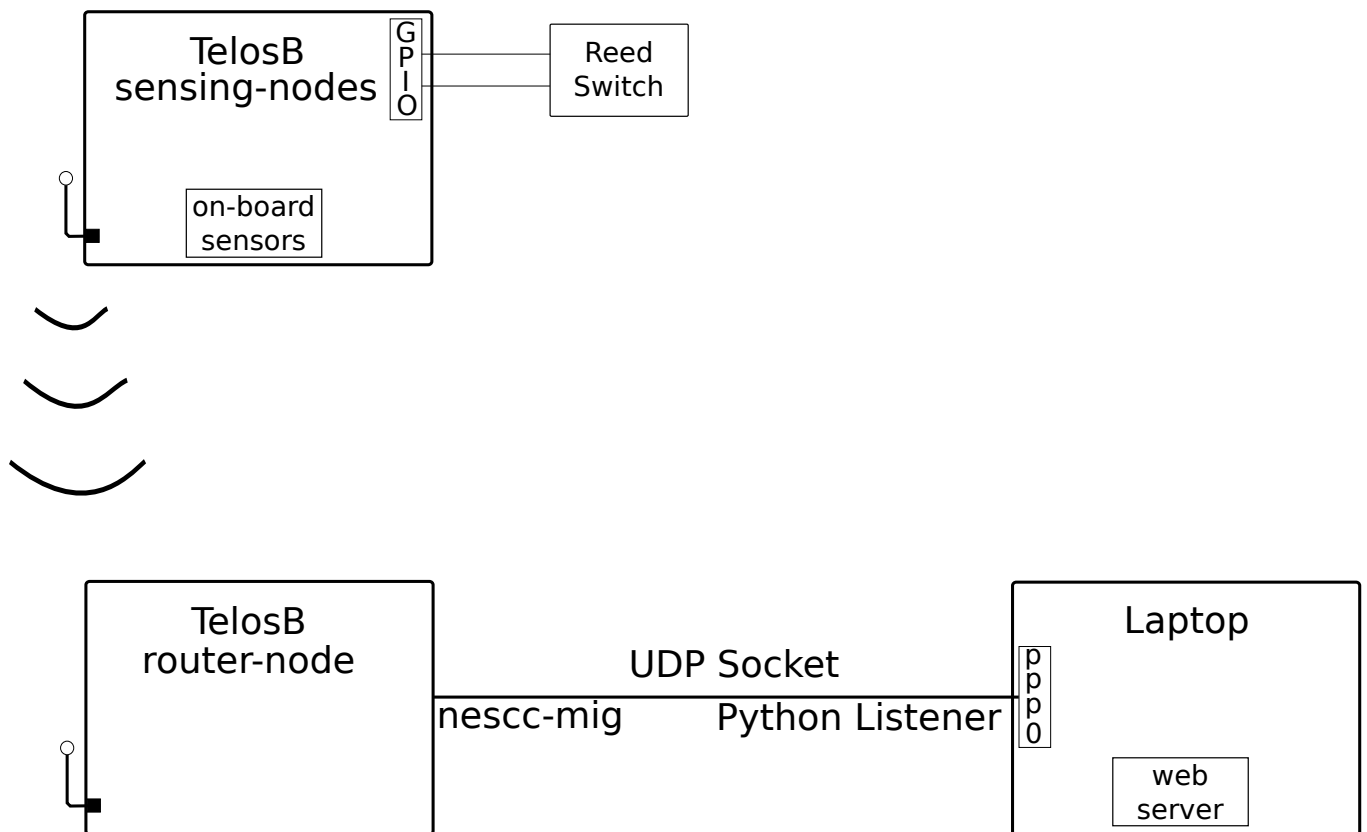 TelosB
sensing-nodes
G
P
I
O
Reed
Switch
on-board
sensors
TelosB
router-node
UDP Socket
nescc-mig
Python Listener
Laptop
p
p
p
0
web
server